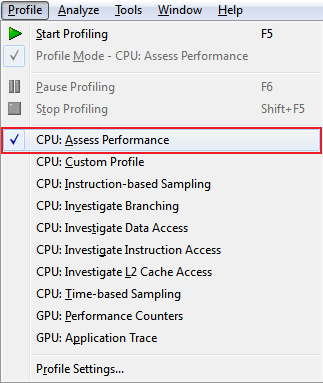 Profile Analyze Tools Window Help
Start Profiling F5
Profile Mode - CPU: Assess Performance
Pause Profiling F6
Stop Profiling Shift+F5
CPU: Assess Performance
CPU: Custom Profile
CPU: Instruction-based Sampling
CPU: Investigate Branching
CPU: Investigate Data Access
CPU: Investigate Instruction Access
CPU: Investigate L2 Cache Access
CPU: Time-based Sampling
GPU: Performance Counters
GPU: Application Trace
Profile Settings...